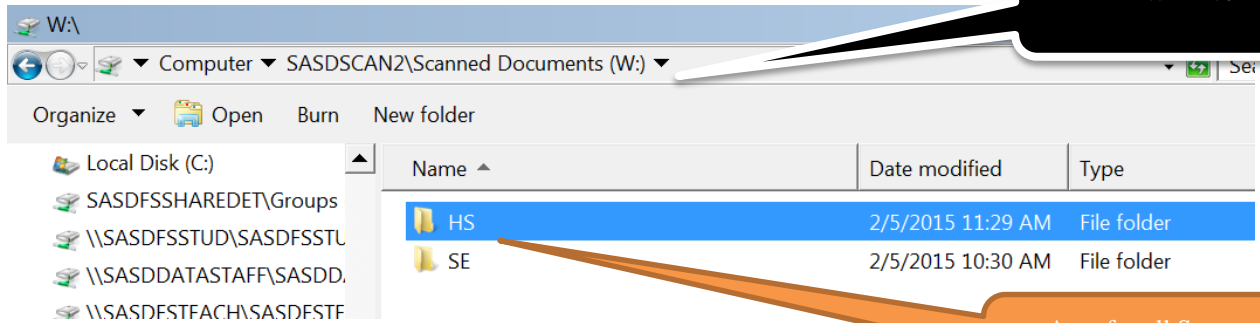 W:\
Computer SASDSCAN2\Scanned Documents (W:)
Organize Open Burn New folder
Local Disk (C:)
SASDFSSHAREDET\Groups
\\SASDFSSTUD\SASDFSSTU
\\SASDDATASTAFF\SASDD
\\SASDFSTEACH\SASDFSTE
Name Date modified Type
HS 2/5/2015 11:29 AM File folder
SE 2/5/2015 10:30 AM File folder